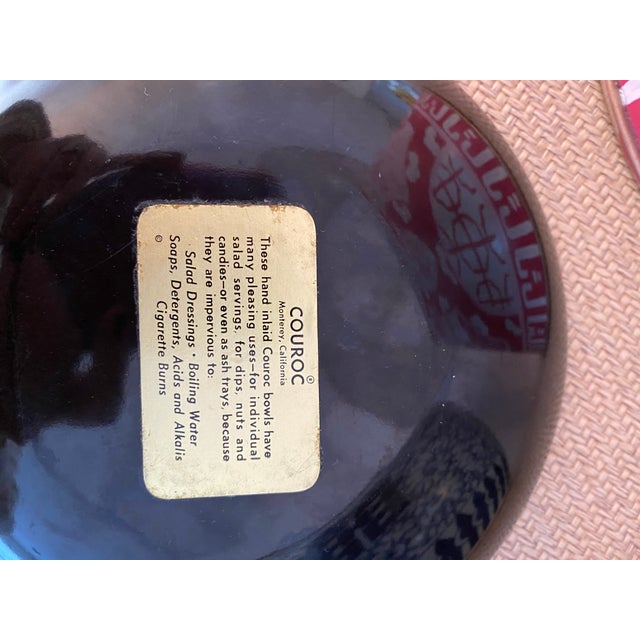 COUROC®
Monterey, California
These hand inlaid Couroc bowls have
many pleasing uses—for individual
salad servings, for dips, nuts and
candies—or even as ash trays, because
they are impervious to:
Salad Dressings • Boiling Water
Soaps, Detergents, Acids and Alkalis
Cigarette Burns
©